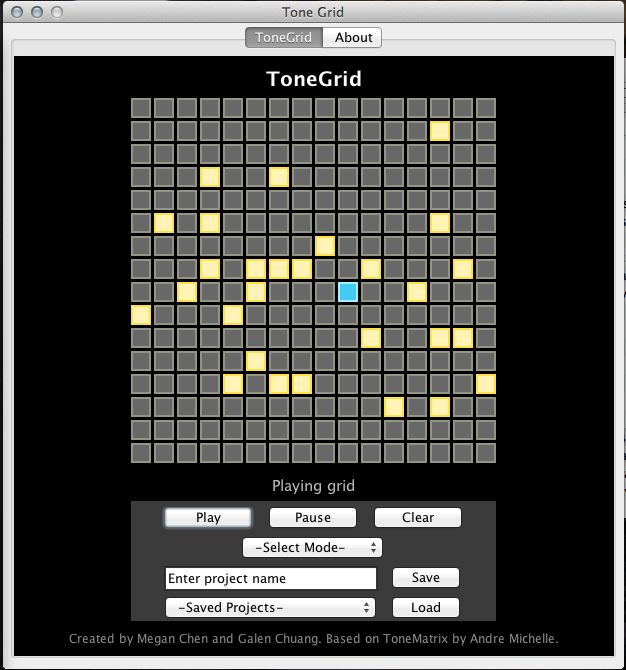 Tone Grid
ToneGrid About
ToneGrid
Playing grid
Play Pause Clear
-Select Mode-
Enter project name Save
-Saved Projects- Load
Created by Megan Chen and Galen Chuang. Based on ToneMatrix by Andre Michelle.